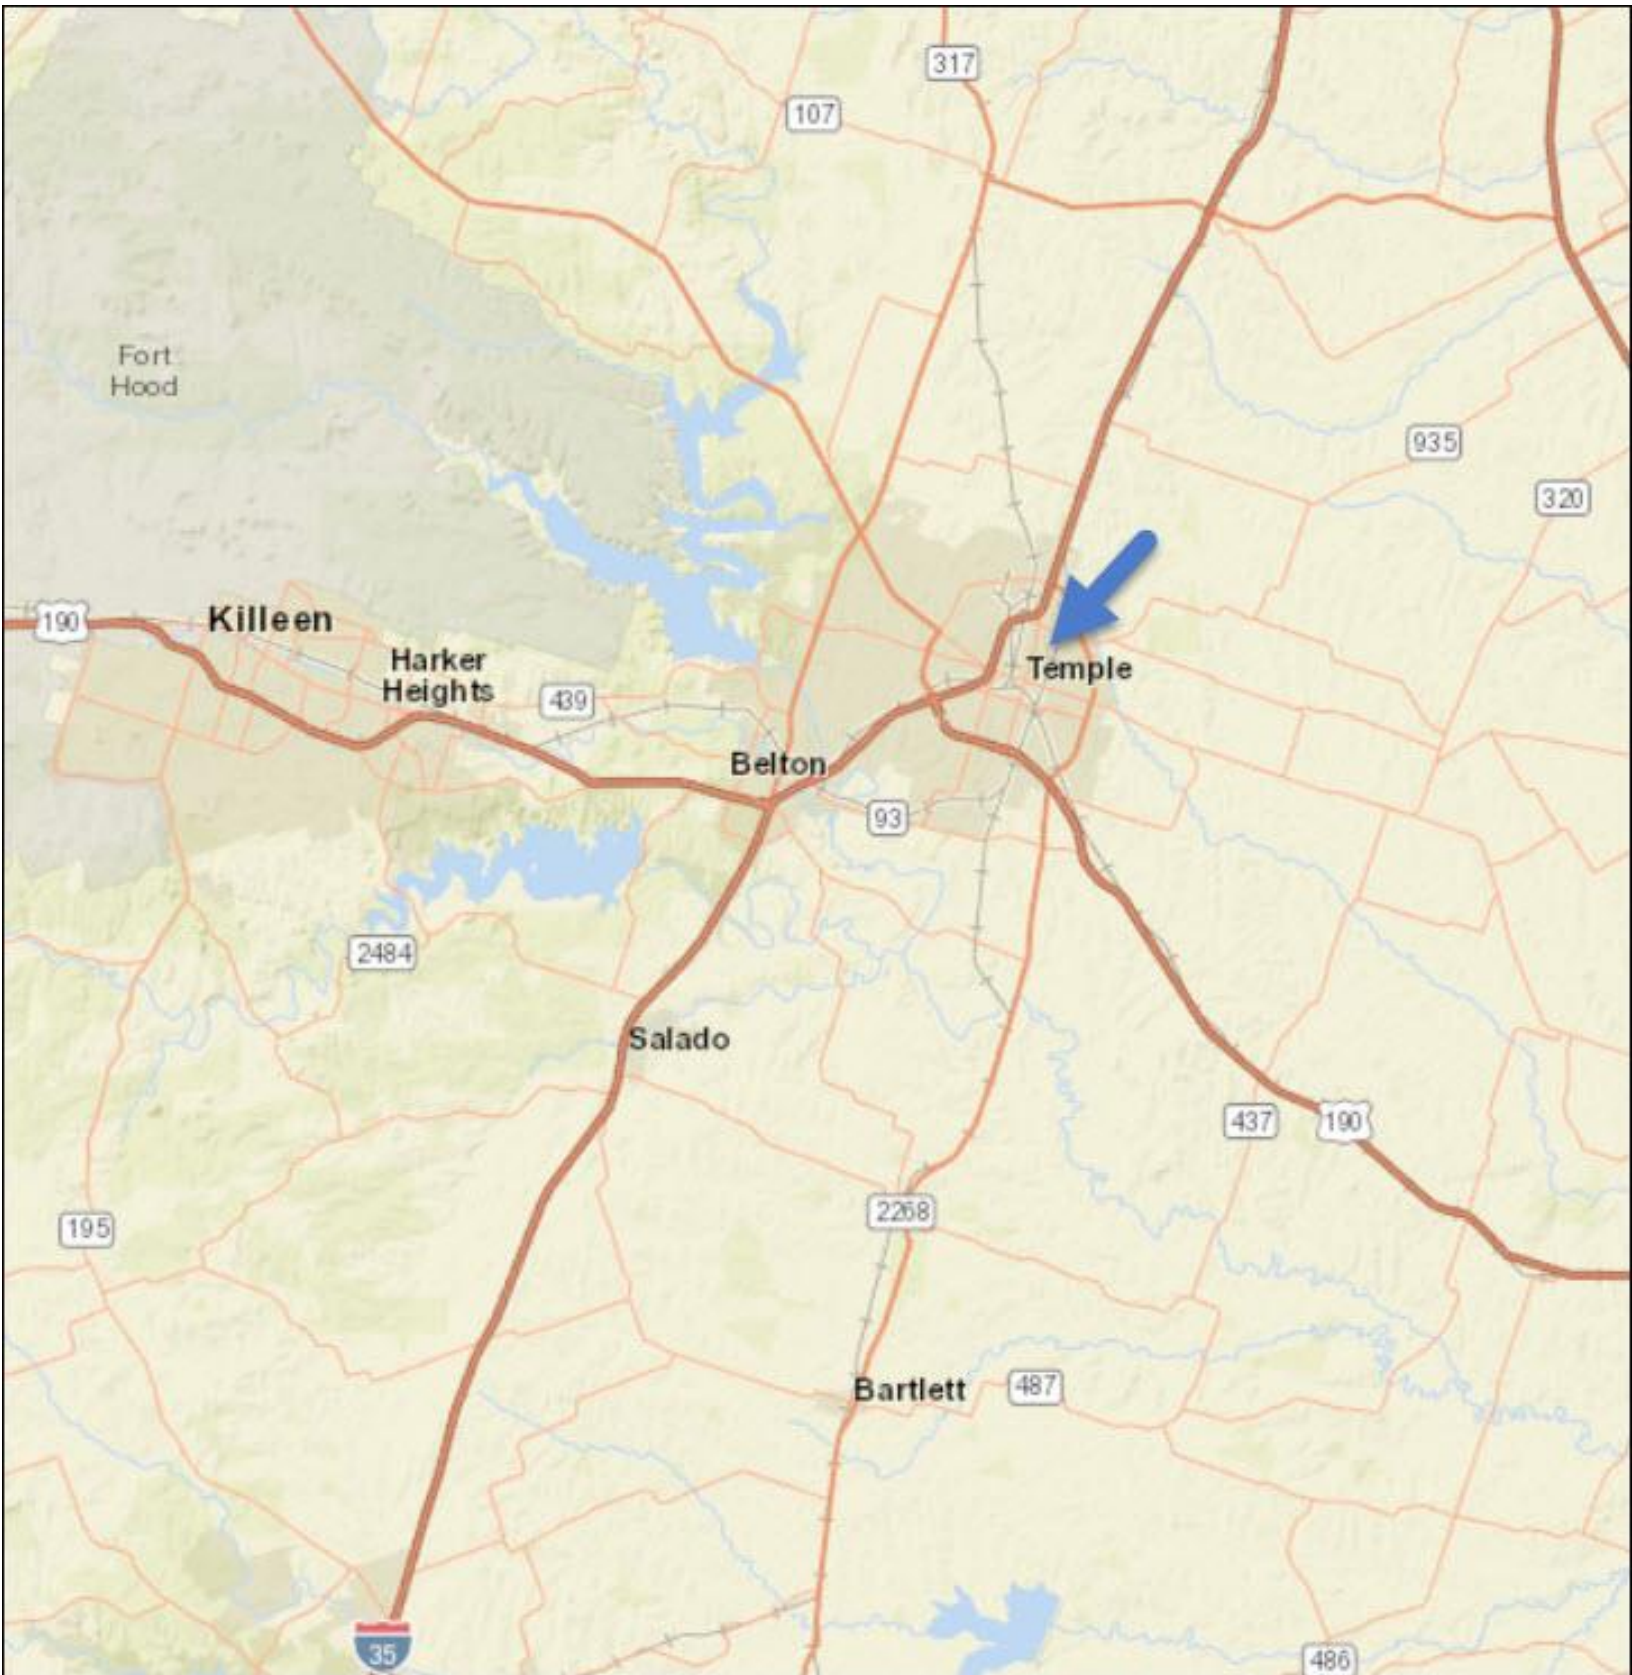 317
107
Fort
Hood
935
320
190
Killeen
Harker
Heights
439
Temple
Belton
93
2484
Salado
437
190
2268
195
Bartlett
487
35
486